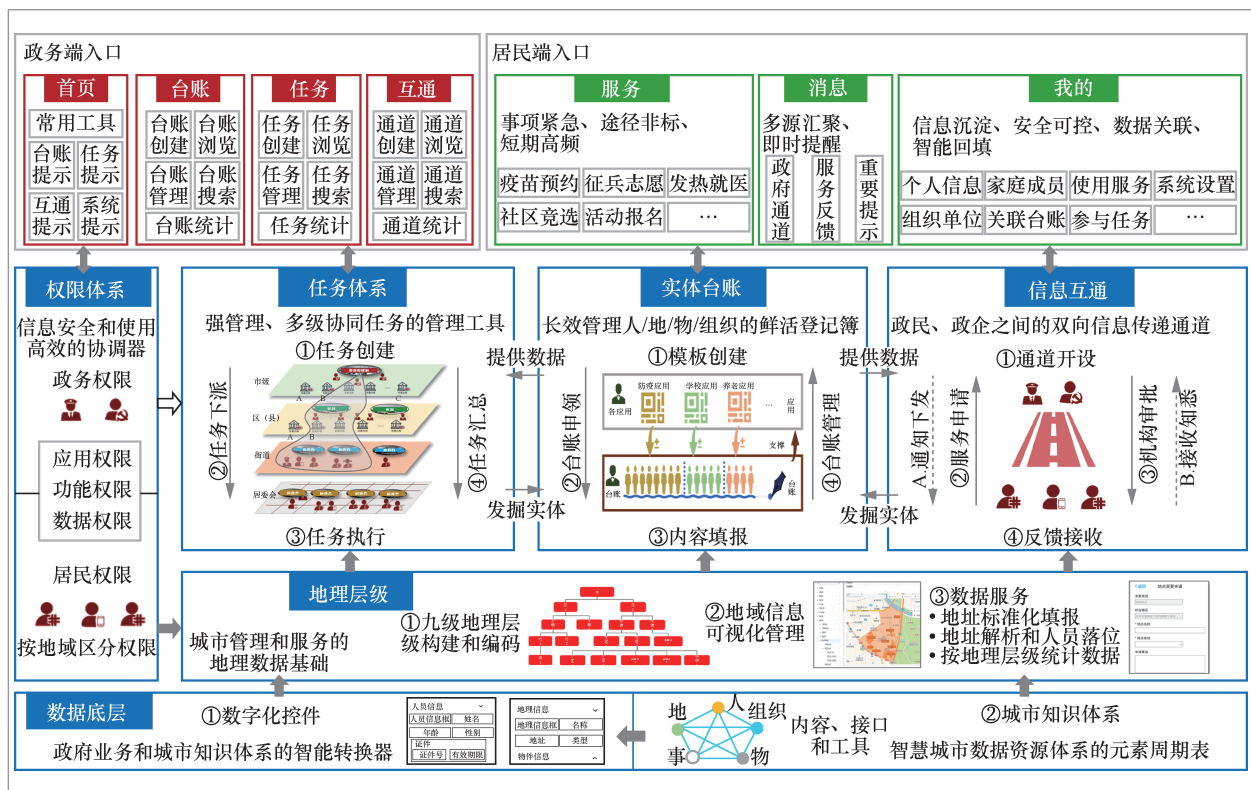 政务端入口
首页
常用工具
台账提示
任务提示
互通提示
系统提示
台账
台账创建
台账浏览
台账管理
台账搜索
台账统计
任务
任务创建
任务浏览
任务管理
任务搜索
任务统计
互通
通道创建
通道浏览
通道管理
通道搜索
通道统计
居民端入口
服务
事项紧急、途径非标、
短期高频
疫苗预约
征兵志愿
发热就医
社区竞选
活动报名
…
消息
多源汇聚、
即时提醒
政府通道
服务反馈
重要提示
我的
信息沉淀、安全可控、数据关联、
智能回填
个人信息
家庭成员
使用服务
系统设置
组织单位
关联台账
参与任务
…
权限体系
信息安全和使用
高效的协调器
政务权限
应用权限
功能权限
数据权限
居民权限
按地域区分权限
任务体系
强管理、多级协同任务的管理工具
①任务创建
②任务下派
市级
A
B
C
区（县）
A
B
街道
居委会
④任务汇总
③任务执行
提供数据
发掘实体
实体台账
长效管理人/地/物/组织的鲜活登记簿
①模板创建
②台账申领
各应用
防疫应用
学校应用
养老应用
…
应用
支撑
台账
台账
④台账管理
③内容填报
提供数据
发掘实体
信息互通
政民、政企之间的双向信息传递通道
①通道开设
A.通知下发
②服务申请
③机构审批
B.接收知悉
④反馈接收
地理层级
城市管理和服务的
地理数据基础
①九级地理层
级构建和编码
②地域信息
可视化管理
③数据服务
•地址标准化填报
•地址解析和人员落位
•按地理层级统计数据
数据底层
①数字化控件
政府业务和城市知识体系的智能转换器
人员信息
人员信息框
姓名
年龄
性别
证件
证件号
有效期限
地理信息
地理信息框
名称
地址
类型
物件信息
人
地
组织
事
物
内容、接口
和工具
②城市知识体系
智慧城市数据资源体系的元素周期表